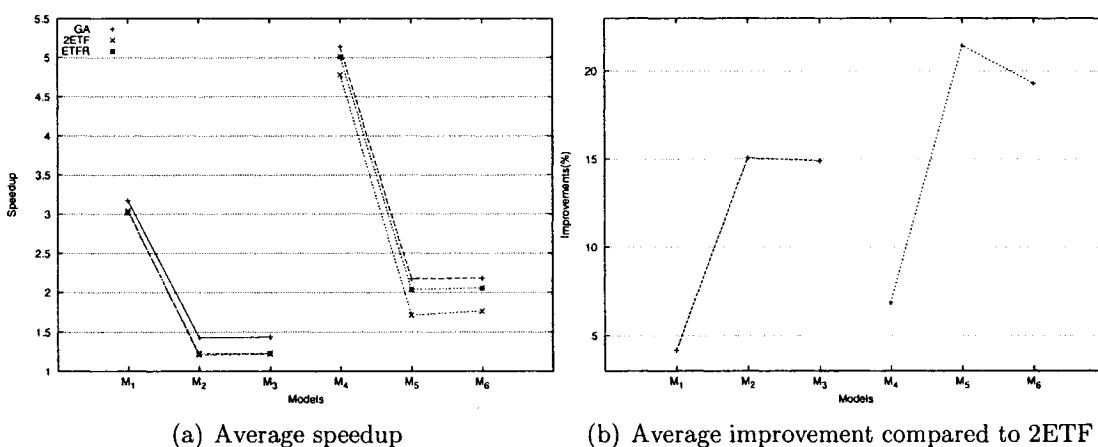 GA
2ETF
ETFR
5.5
5
4.5
4
3.5
3
2.5
2
1.5
1
Speedup
M1 M2 M3 M4 M5 M6
Models
(a) Average speedup
20
15
10
5
Improvements(%)
M1 M2 M3 M4 M5 M6
Models
(b) Average improvement compared to 2ETF